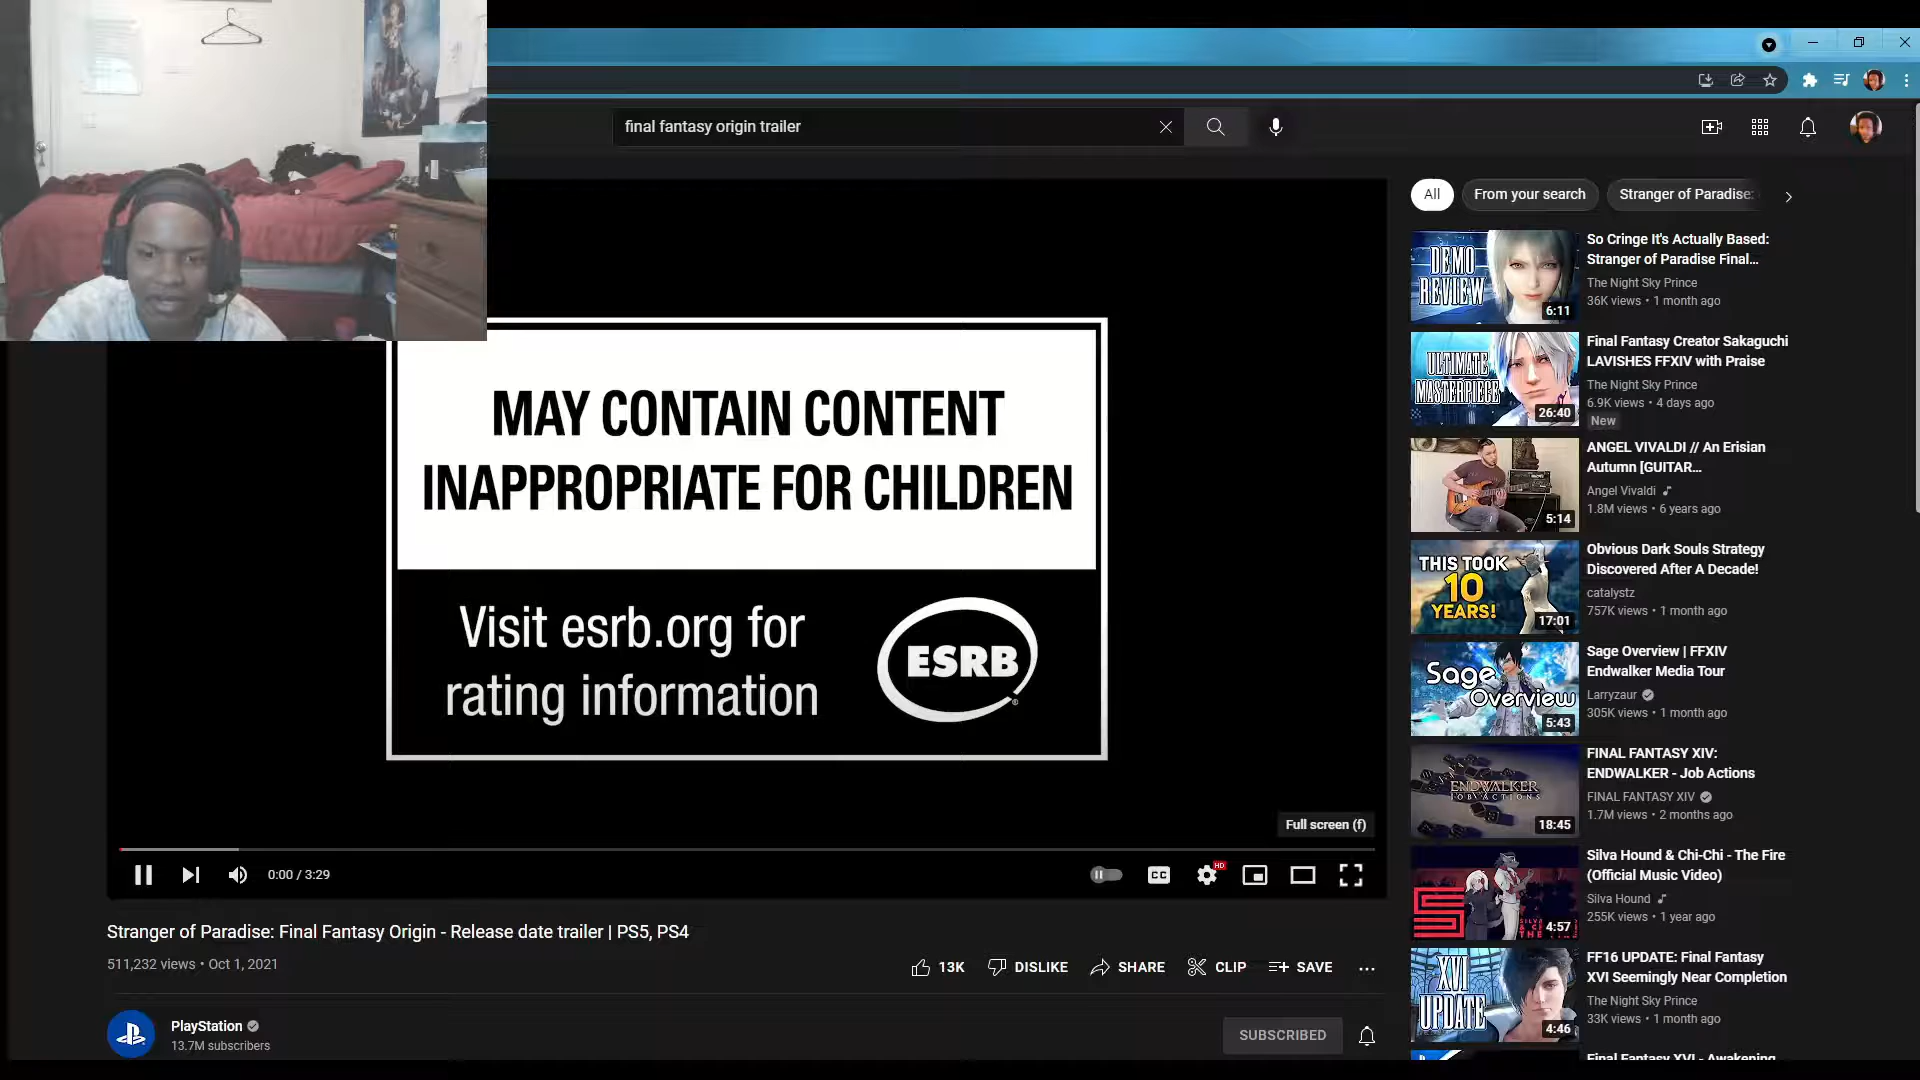 final fantasy origin trailer
MAY CONTAIN CONTENT
INAPPROPRIATE FOR CHILDREN
Visit esrb.org for
rating information
ESRB
Full screen (f)
0:00 / 3:29
CC
HD
Stranger of Paradise: Final Fantasy Origin - Release date trailer | PS5, PS4
511,232 views • Oct 1, 2021
13K
DISLIKE
SHARE
CLIP
SAVE
PlayStation
13.7M subscribers
SUBSCRIBED
All
From your search
Stranger of Paradise:
DEMO
REVIEW
6:11
So Cringe It's Actually Based:
Stranger of Paradise Final...
The Night Sky Prince
36K views • 1 month ago
ULTIMATE
MASTERPIECE
26:40
Final Fantasy Creator Sakaguchi
LAVISHES FFXIV with Praise
The Night Sky Prince
6.9K views • 4 days ago
New
5:14
ANGEL VIVALDI // An Erisian
Autumn [GUITAR...
Angel Vivaldi
1.8M views • 6 years ago
THIS TOOK
10
YEARS!
17:01
Obvious Dark Souls Strategy
Discovered After A Decade!
catalystz
757K views • 1 month ago
Sage
Overview
5:43
Sage Overview | FFXIV
Endwalker Media Tour
Larryzaur
305K views • 1 month ago
ENDWALKER
JOB ACTIONS
18:45
FINAL FANTASY XIV:
ENDWALKER - Job Actions
FINAL FANTASY XIV
1.7M views • 2 months ago
4:57
Silva Hound & Chi-Chi - The Fire
(Official Music Video)
Silva Hound
255K views • 1 year ago
XVI
UPDATE
4:46
FF16 UPDATE: Final Fantasy
XVI Seemingly Near Completion
The Night Sky Prince
33K views • 1 month ago
Final Fantasy XVI - Awakening